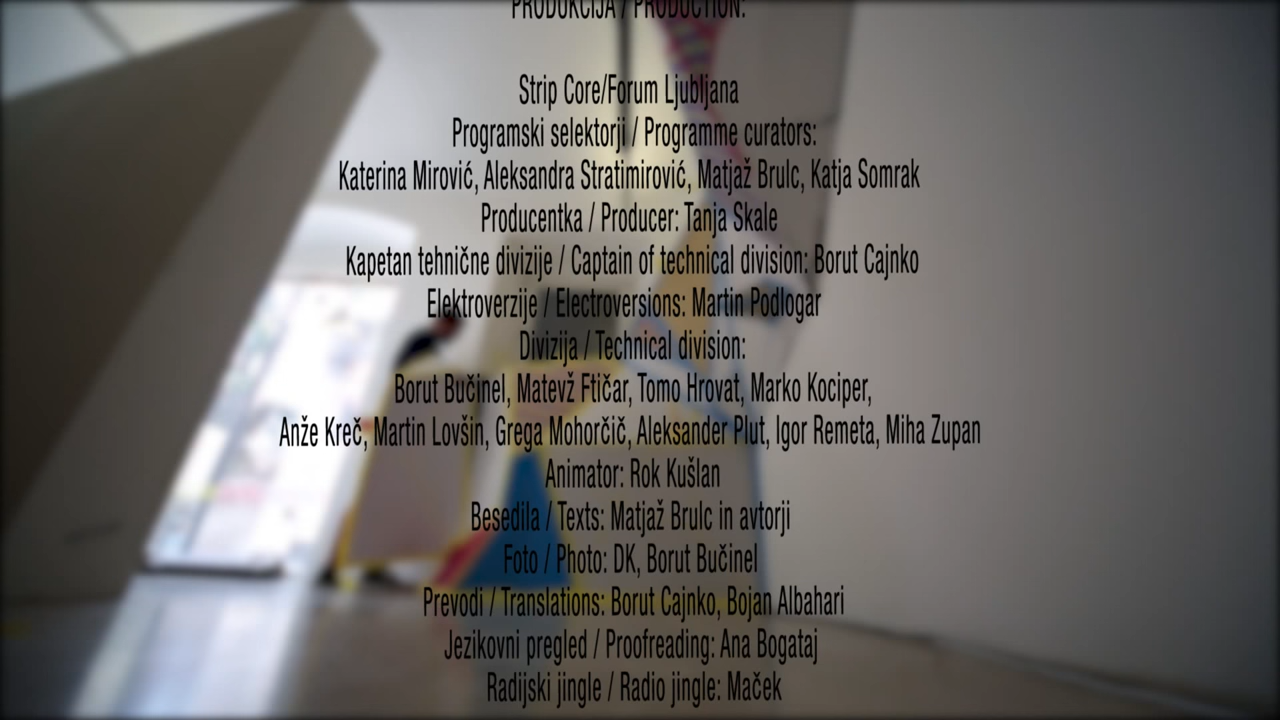 PRODUKCIJA / PRODUCTION:
Strip Core/Forum Ljubljana
Programski selektorji / Programme curators:
Katerina Mirović, Aleksandra Stratimirović, Matjaž Brulc, Katja Somrak
Producentka / Producer: Tanja Skale
Kapetan tehnične divizije / Captain of technical division: Borut Cajnko
Elektroverzije / Electroversions: Martin Podlogar
Divizija / Technical division:
Borut Bučinel, Matevž Ftičar, Tomo Hrovat, Marko Kociper,
Anže Kreč, Martin Lovšin, Grega Mohorčič, Aleksander Plut, Igor Remeta, Miha Zupan
Animator: Rok Kušlan
Besedila / Texts: Matjaž Brulc in avtorji
Foto / Photo: DK, Borut Bučinel
Prevodi / Translations: Borut Cajnko, Bojan Albahari
Jezikovni pregled / Proofreading: Ana Bogataj
Radijski jingle / Radio jingle: Maček